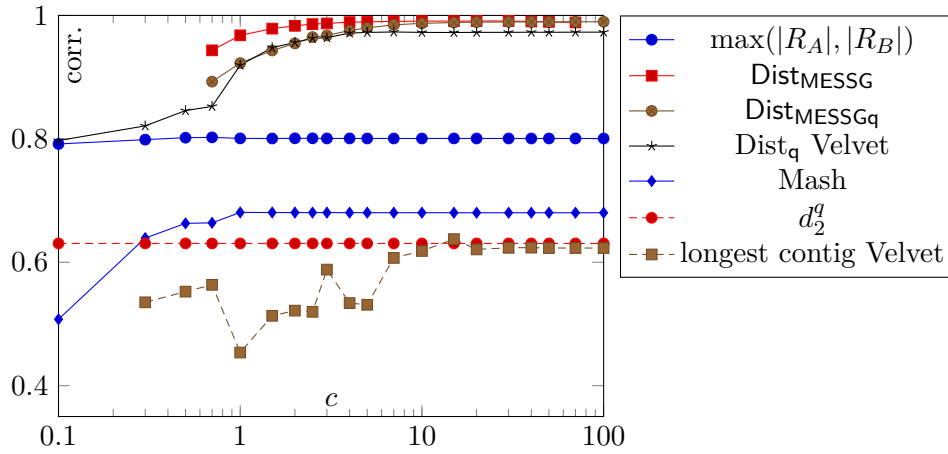 1
0.8
0.6
0.4
corr.
c
0.1
1
10
100
max(|R_A|, |R_B|)
Dist_MESSG
Dist_MESSGq
Dist_q Velvet
Mash
d_2^q
longest contig Velvet